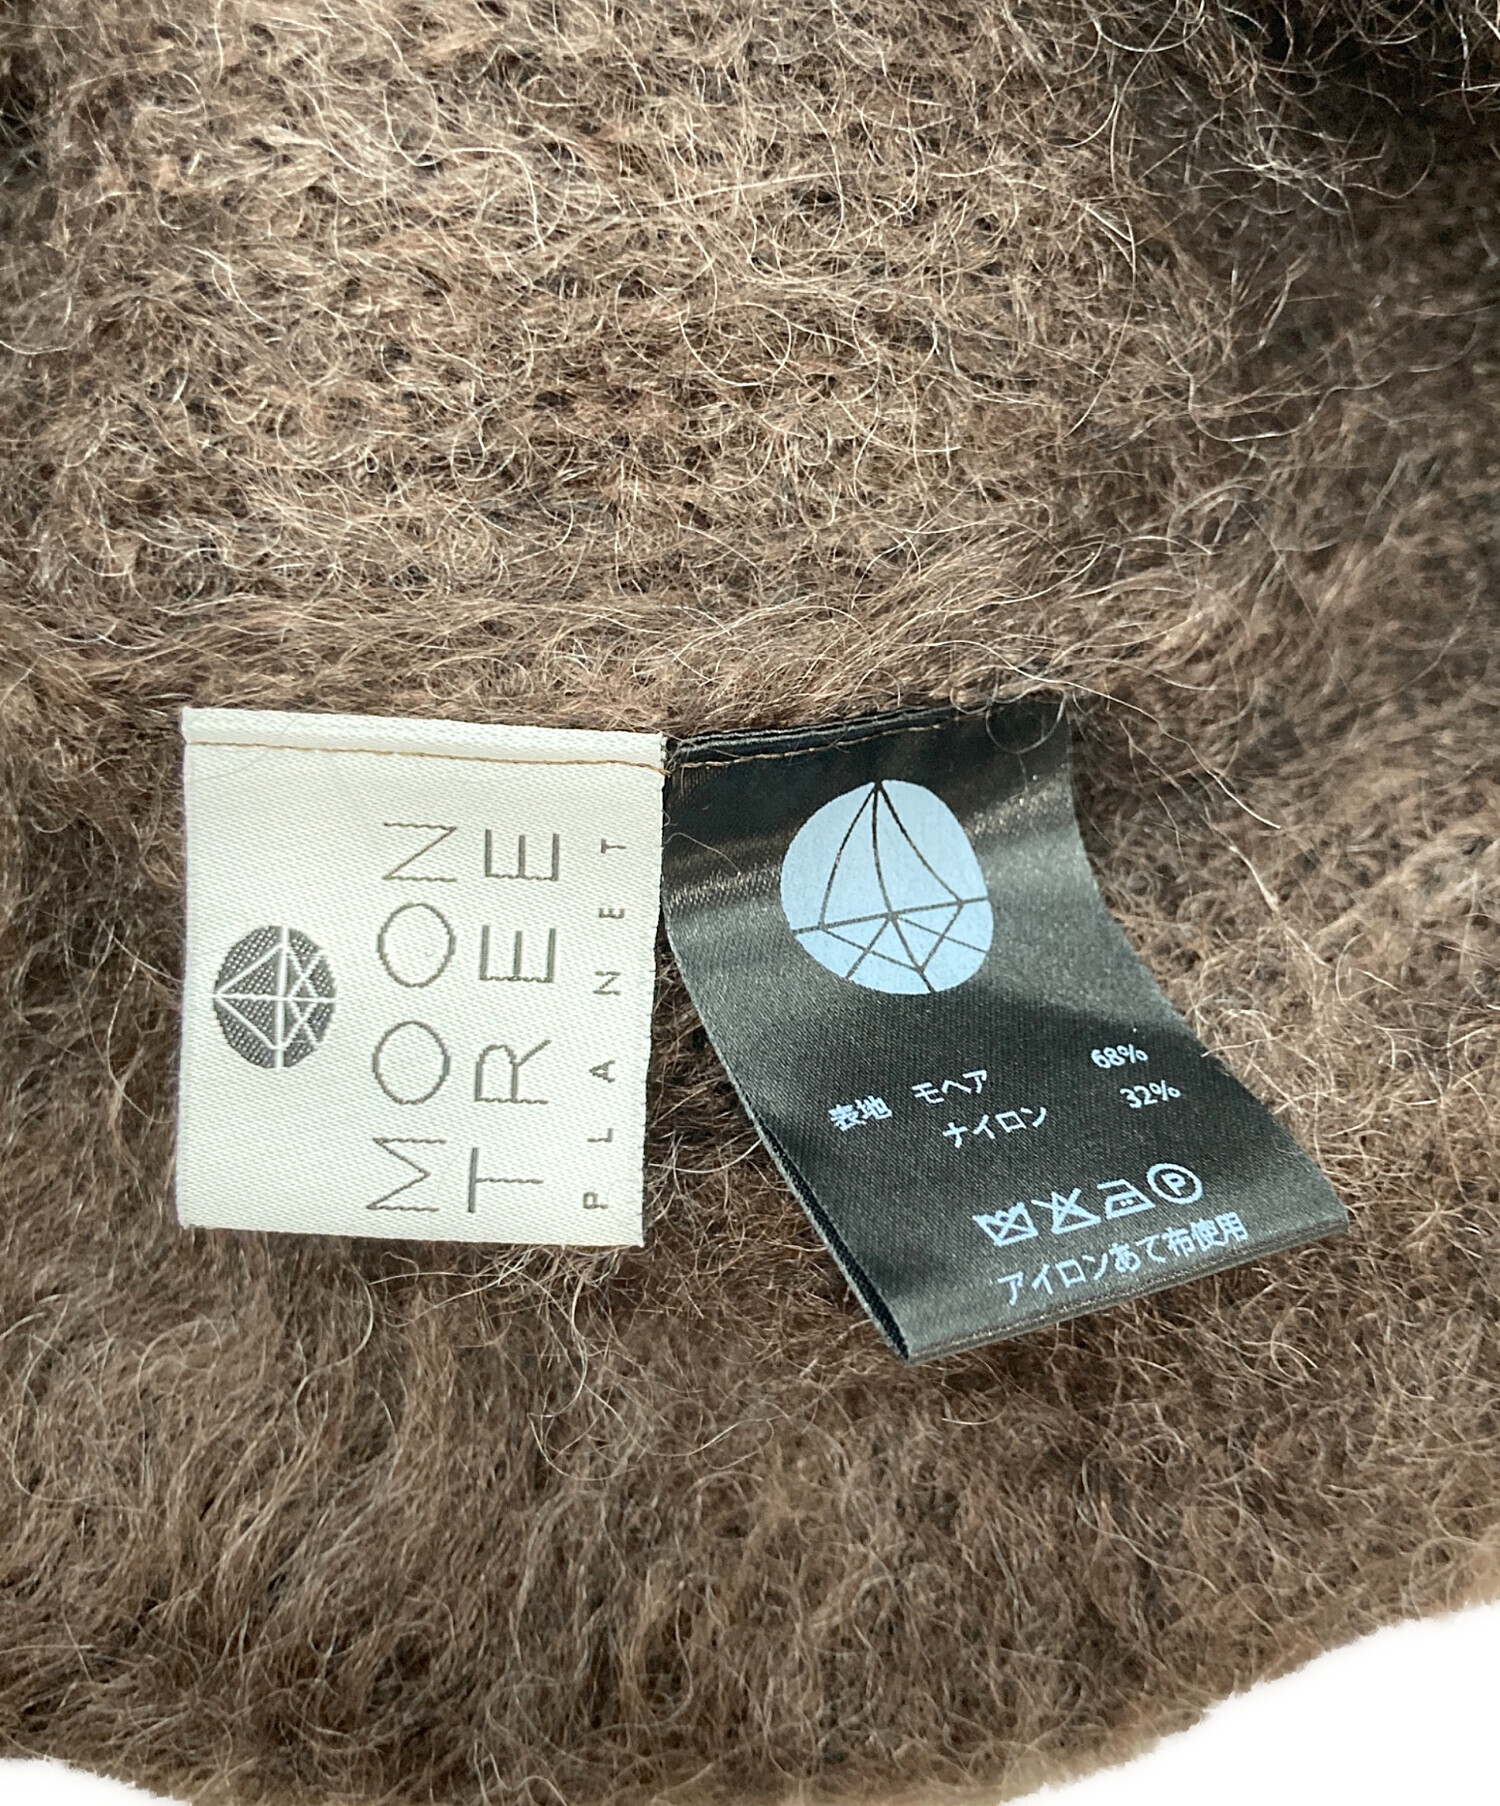 MOON
TREE
PLANET
表地 モヘア 68%
ナイロン 32%
P
アイロンあて布使用